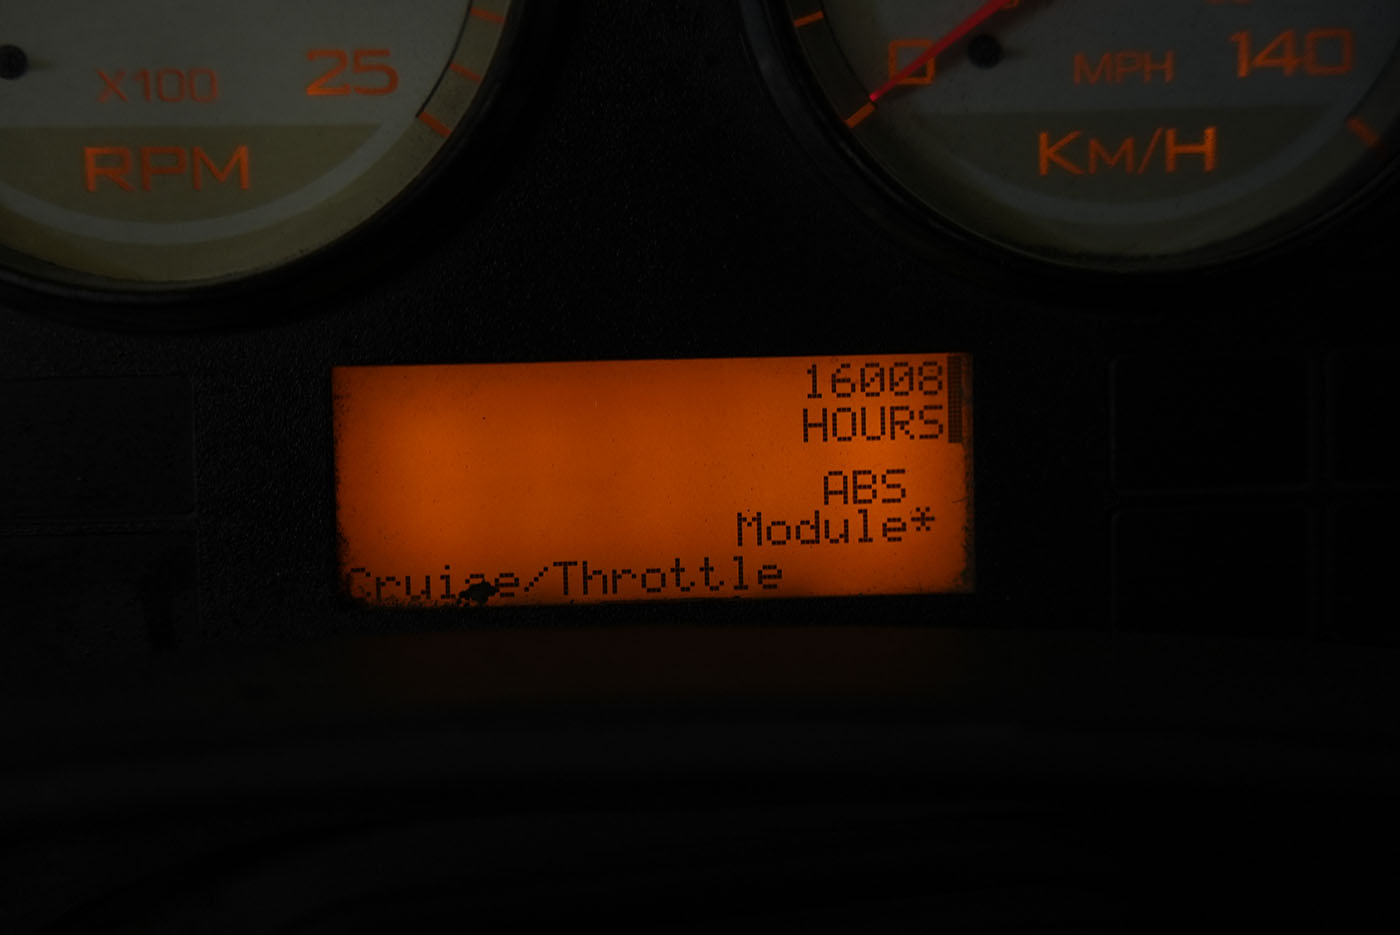 X100 25
RPM
0 MPH 140
KM/H
16008
HOURS
ABS
Module*
Cruise/Throttle